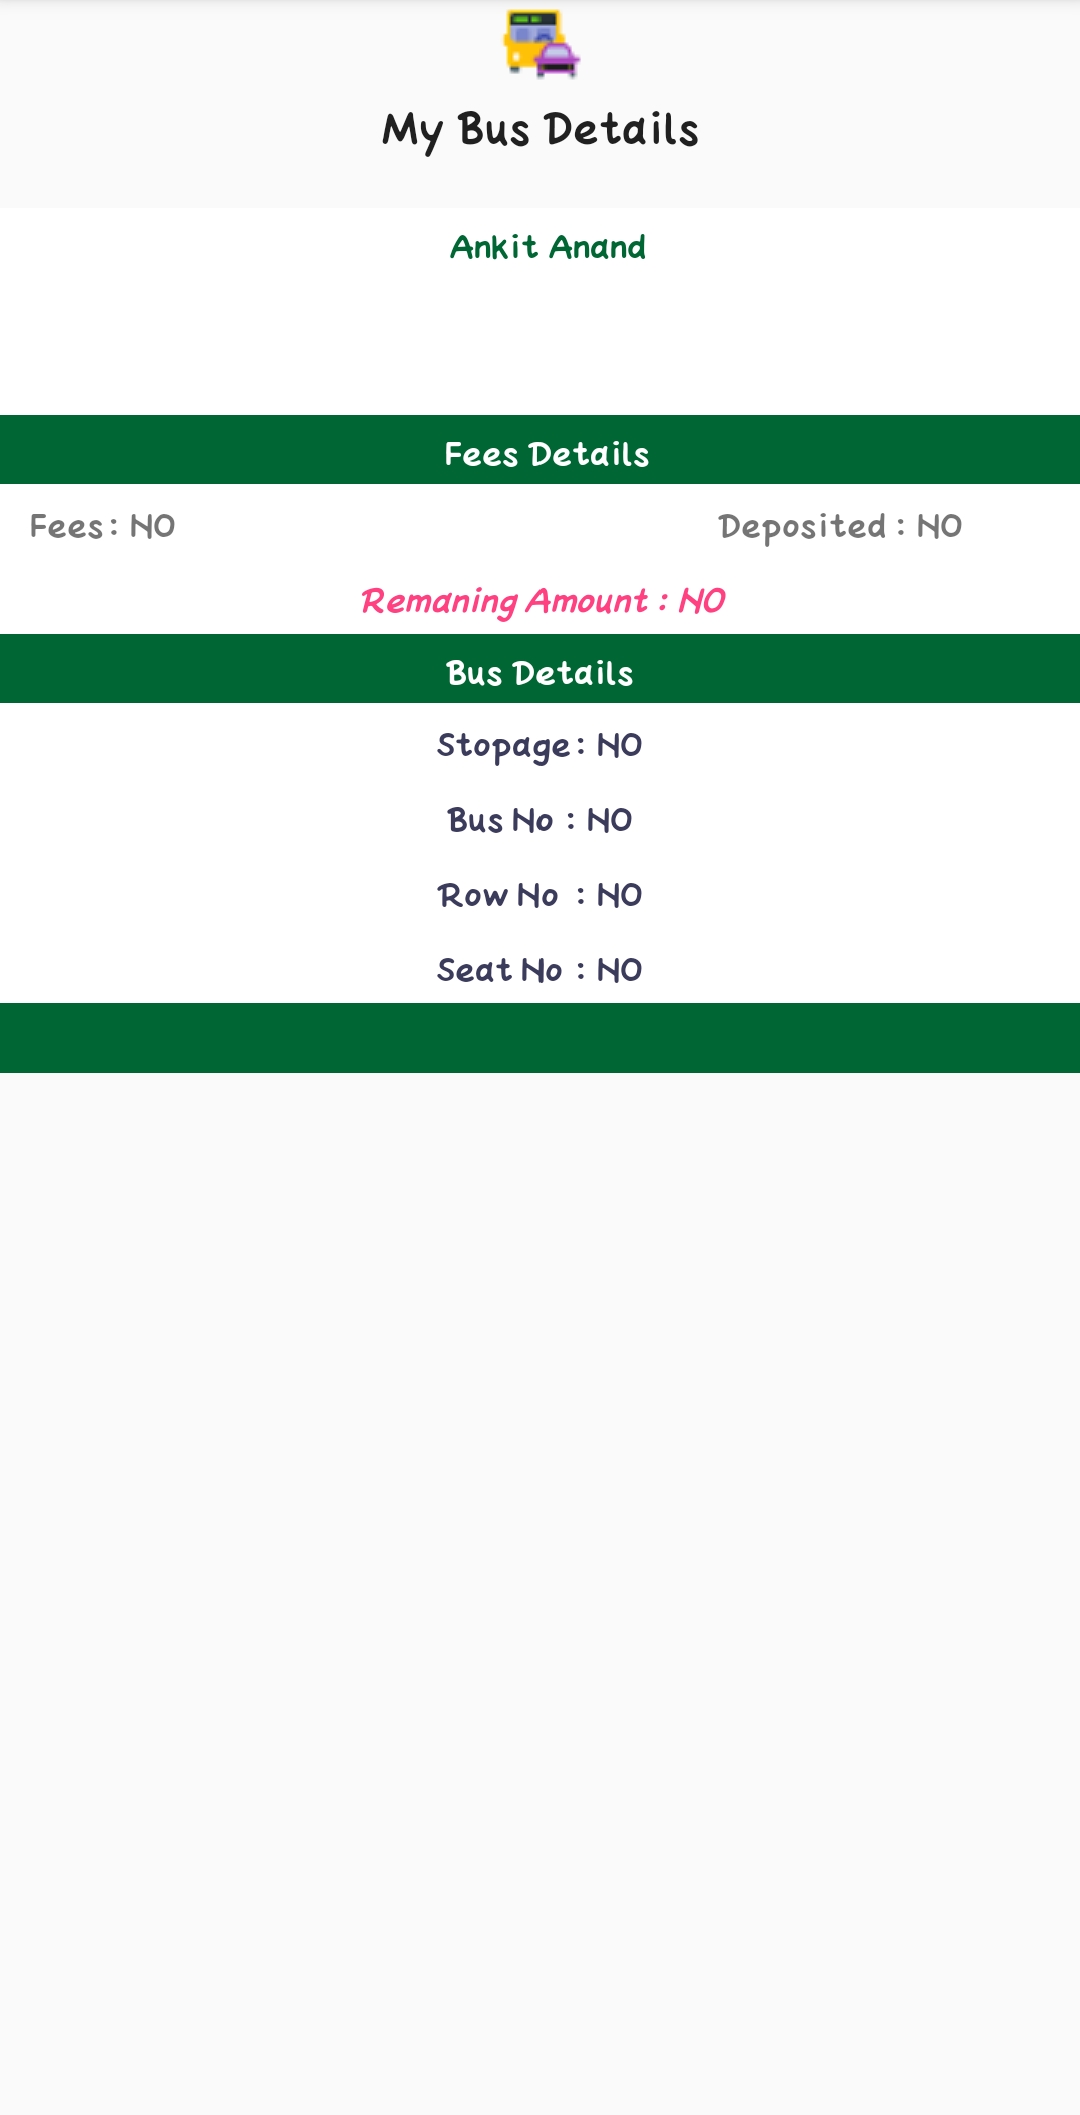 My Bus Details
Ankit Anand
Fees Details
Fees : NO Deposited : NO
Remaning Amount : NO
Bus Details
Stopage : NO
Bus No : NO
Row No : NO
Seat No : NO